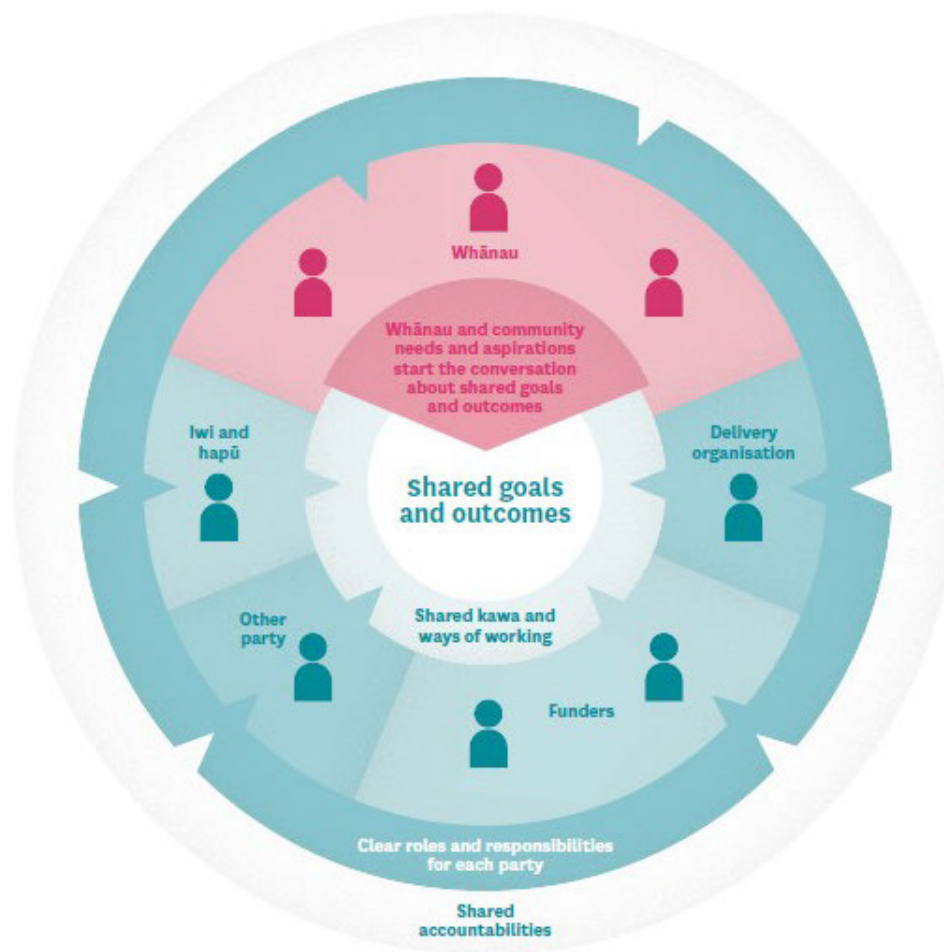 Whānau
Whānau and community
needs and aspirations
start the conversation
about shared goals
and outcomes
Iwi and
hapū
Delivery
organisation
Shared goals
and outcomes
Shared kawa and
ways of working
Other
party
Funders
Clear roles and responsibilities
for each party
Shared
accountabilities